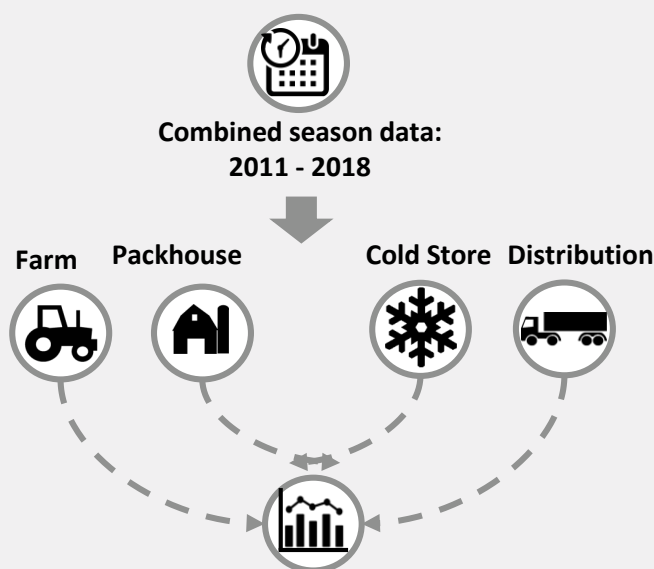 Combined season data:
2011 - 2018
Farm
Packhouse
Cold Store
Distribution